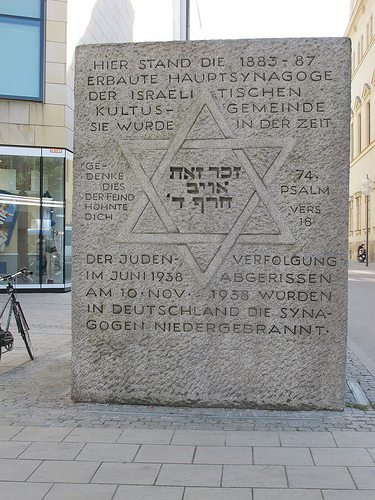 HIER STAND DIE 1883-87
ERBAUTE HAUPTSYNAGOGE
DER ISRAELITISCHEN
KULTUS-GEMEINDE
SIE WURDE IN DER ZEIT
"GE-
DENKE
DIES
DER FEIND
HÖHNTE
DICH"
זכר זאת
אויב
חרף ה'
74.
PSALM
VERS
18
DER JUDEN-VERFOLGUNG
IM JUNI 1938 ABGERISSEN
AM 10·NOV· 1938 WURDEN
IN DEUTSCHLAND DIE SYNA-
GOGEN NIEDERGEBRANNT·